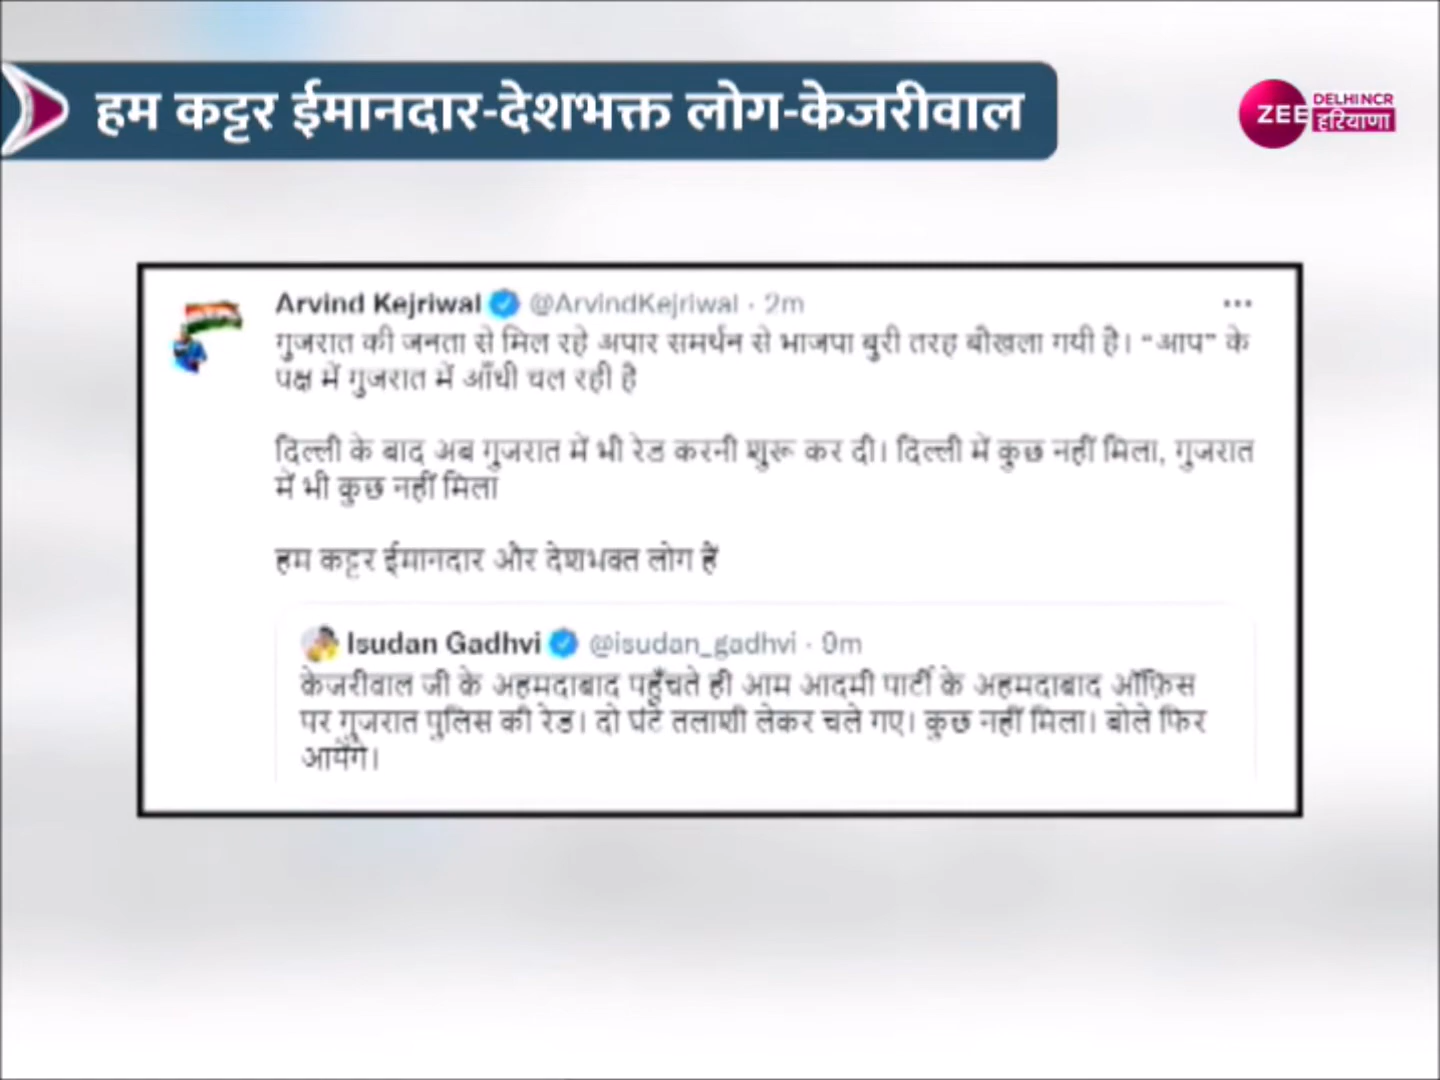 हम कट्टर ईमानदार-देशभक्त लोग-केजरीवाल
ZEE
DELHI NCR
हरियाणा
Arvind Kejriwal @ArvindKejriwal · 2m
गुजरात की जनता से मिल रहे अपार समर्थन से भाजपा बुरी तरह बौखला गयी है। “आप” के
पक्ष में गुजरात में आँधी चल रही है
दिल्ली के बाद अब गुजरात में भी रेड करनी शुरू कर दी। दिल्ली में कुछ नहीं मिला, गुजरात
में भी कुछ नहीं मिला
हम कट्टर ईमानदार और देशभक्त लोग हैं
Isudan Gadhvi @isudan_gadhvi · 9m
केजरीवाल जी के अहमदाबाद पहुँचते ही आम आदमी पार्टी के अहमदाबाद ऑफ़िस
पर गुजरात पुलिस की रेड। दो घंटे तलाशी लेकर चले गए। कुछ नहीं मिला। बोले फिर
आयेंगे।